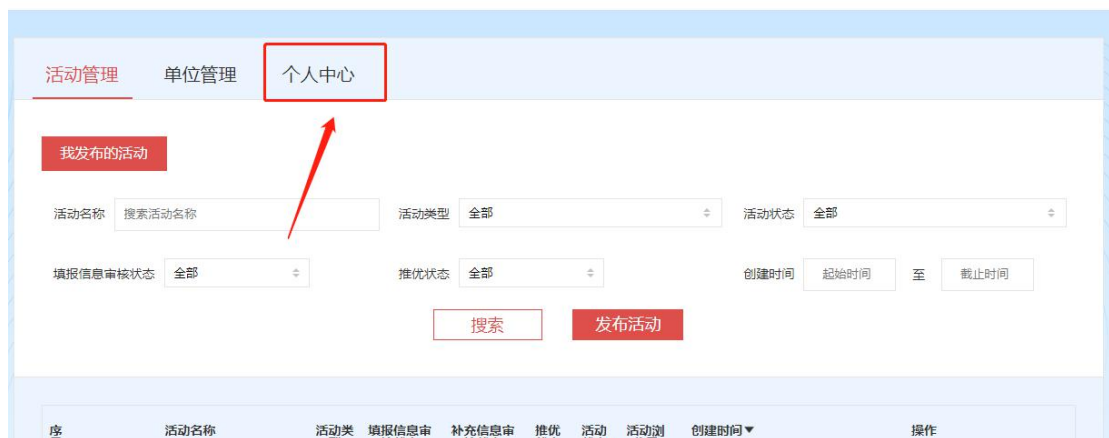 活动管理 单位管理 个人中心
我发布的活动
活动名称 搜索活动名称 活动类型 全部 活动状态 全部
填报信息审核状态 全部 推优状态 全部 创建时间 起始时间 至 截止时间
搜索 发布活动
序 活动名称 活动类 填报信息审 补充信息审 推优 活动 活动浏 创建时间▼ 操作